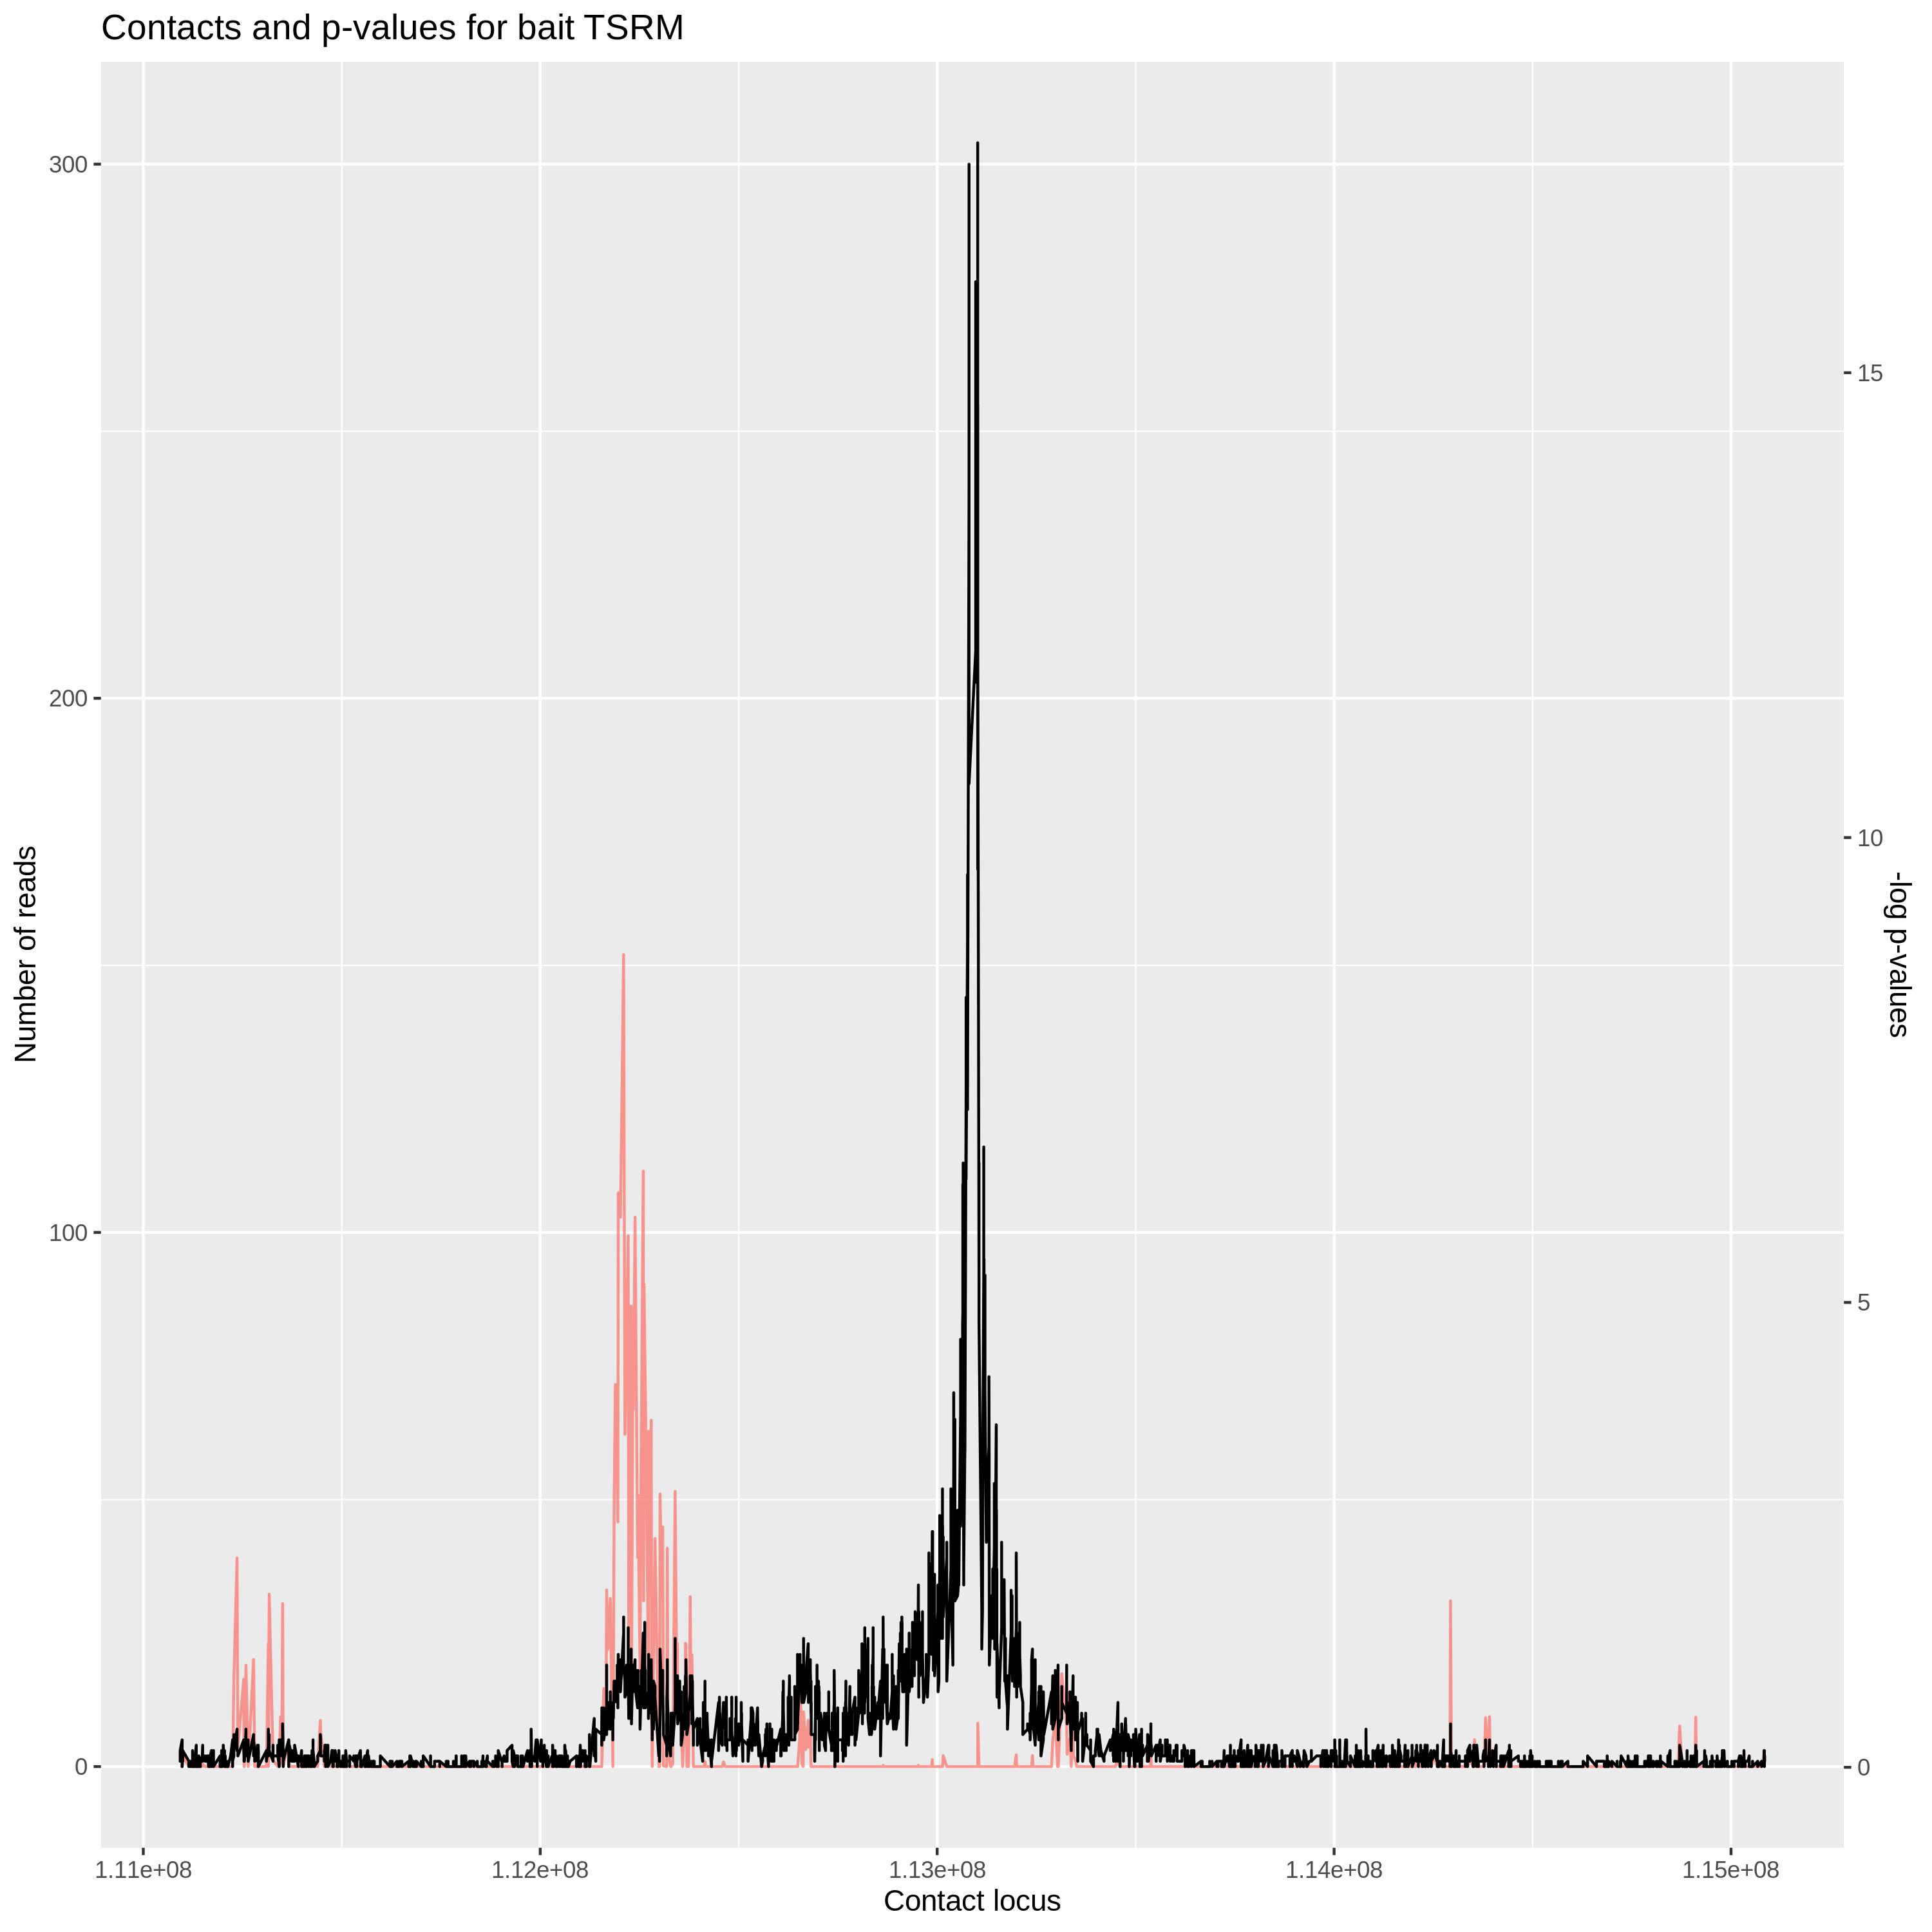 Contacts and p-values for bait TSRM
300
200
100
0
Number of reads
15
10
5
0
-log p-values
1.11e+08
1.12e+08
1.13e+08
1.14e+08
1.15e+08
Contact locus